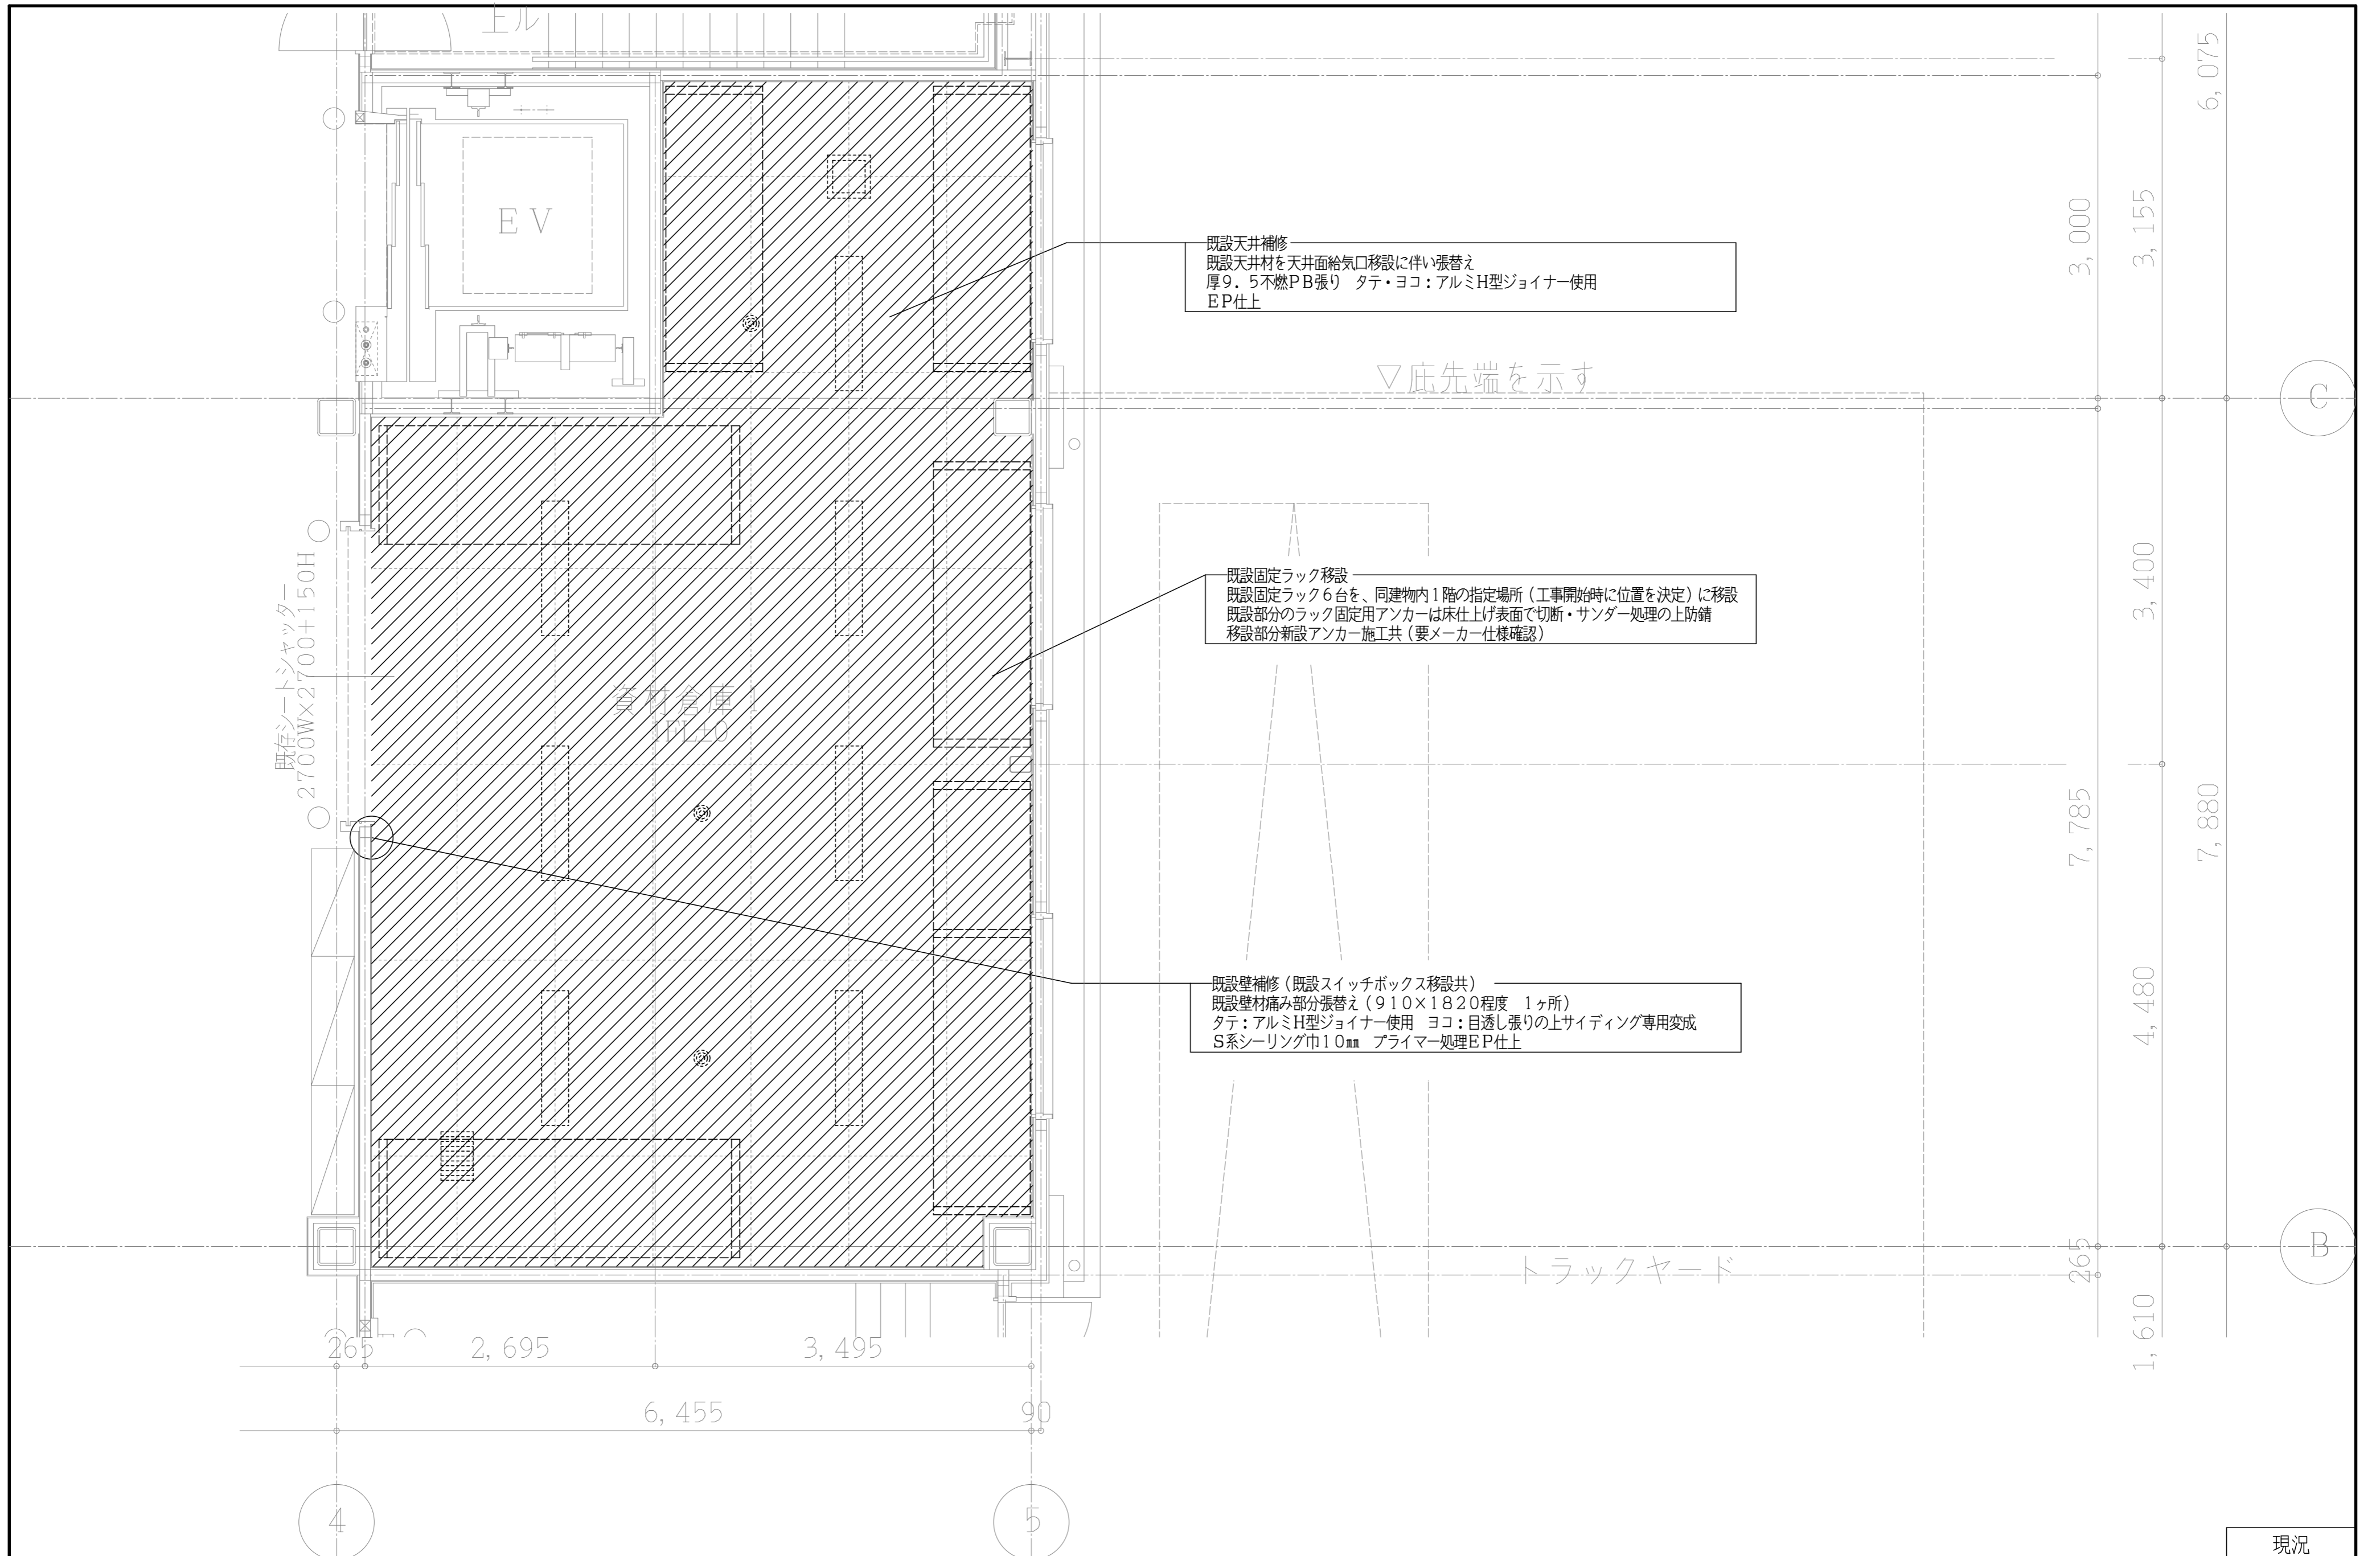 上ル
6,075
EV
3,000
3,155
既設天井補修
既設天井材を天井面給気口移設に伴い張替え
厚９．５不燃ＰＢ張り　タテ・ヨコ：アルミＨ型ジョイナー使用
ＥＰ仕上
▽庇先端を示す
C
既存シートシャッター
2700W×2700+1150H
既設固定ラック移設
既設固定ラック６台を、同建物内１階の指定場所（工事開始時に位置を決定）に移設
既設部分のラック固定用アンカーは床仕上げ表面で切断・サンダー処理の上防錆
移設部分新設アンカー施工共（要メーカー仕様確認）
3,400
資材倉庫1
1FL±0
7,785
7,880
既設壁補修（既設スイッチボックス移設共）
既設壁材痛み部分張替え（９１０×１８２０程度　１ヶ所）
タテ：アルミＨ型ジョイナー使用　ヨコ：目透し張りの上サイディング専用変成
Ｓ系シーリング巾１０㎜　プライマー処理ＥＰ仕上
4,480
B
265
トラックヤード
1,610
265
2,695
3,495
6,455
90
4
5
現況